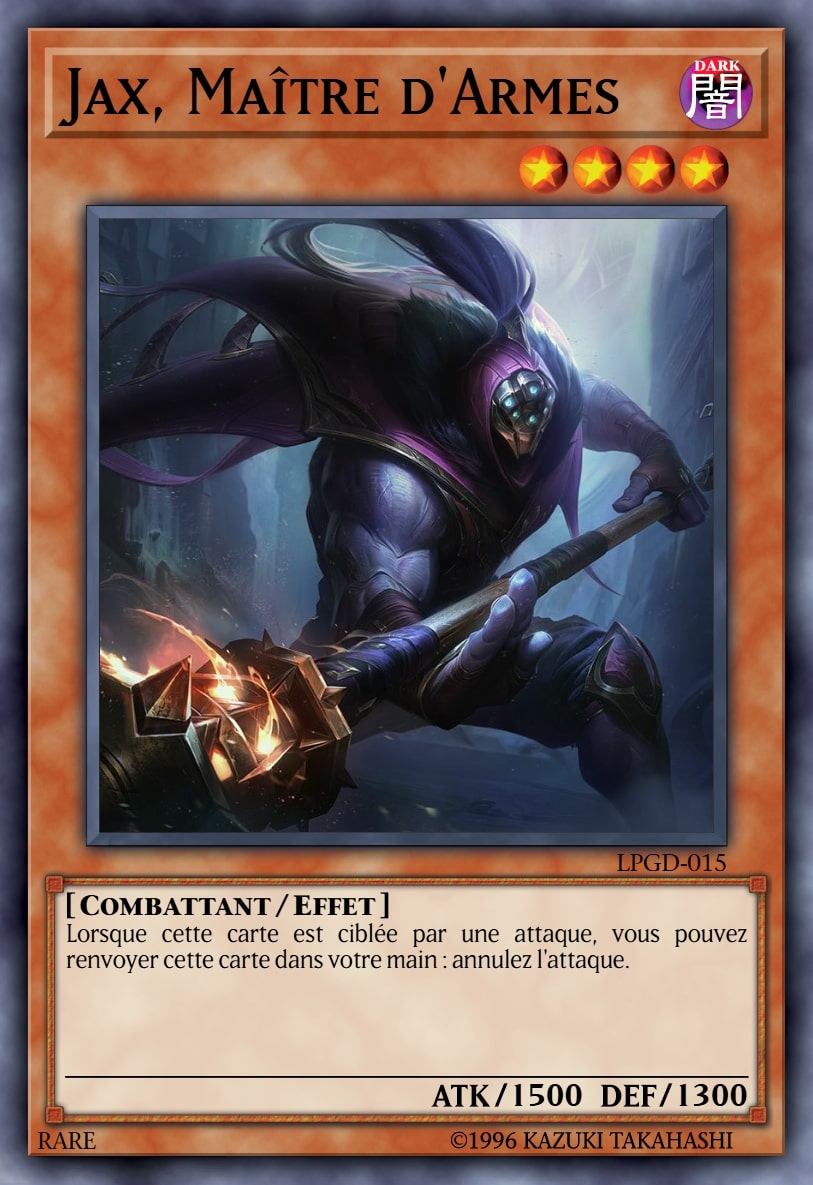 Jax, Maître d'Armes
DARK
闇
LPGD-015
[ Combattant / Effet ]
Lorsque cette carte est ciblée par une attaque, vous pouvez
renvoyer cette carte dans votre main : annulez l'attaque.
ATK / 1500 DEF / 1300
RARE ©1996 KAZUKI TAKAHASHI